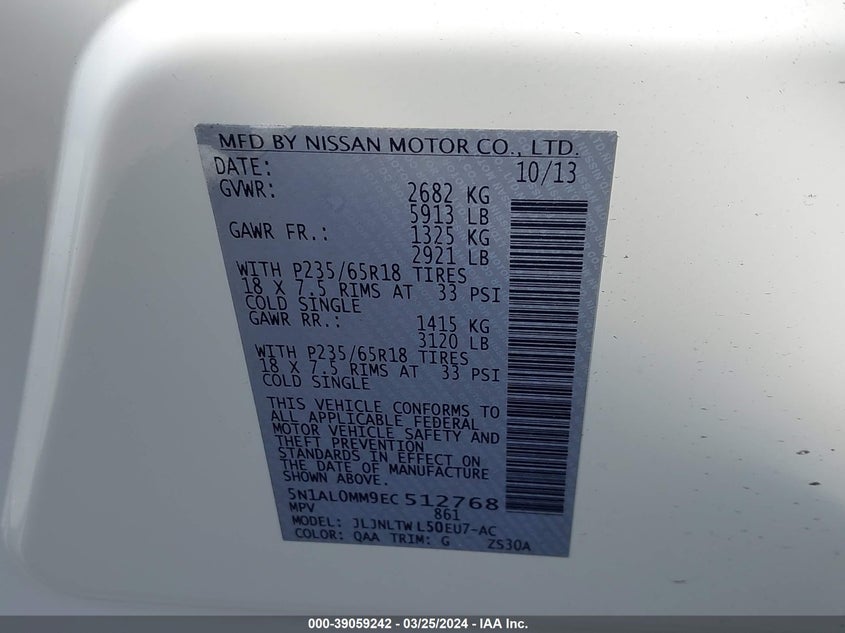 MFD BY NISSAN MOTOR CO., LTD.
DATE: 10/13
GVWR: 2682 KG
5913 LB
GAWR FR.: 1325 KG
2921 LB
WITH P235/65R18 TIRES
18 X 7.5 RIMS AT 33 PSI
COLD SINGLE
GAWR RR.: 1415 KG
3120 LB
WITH P235/65R18 TIRES
18 X 7.5 RIMS AT 33 PSI
COLD SINGLE
THIS VEHICLE CONFORMS TO
ALL APPLICABLE FEDERAL
MOTOR VEHICLE SAFETY AND
THEFT PREVENTION
STANDARDS IN EFFECT ON
THE DATE OF MANUFACTURE
SHOWN ABOVE.
5N1AL0MM9EC 512768
MPV 861
MODEL: JLJNLTW L50EU7-AC
COLOR: QAA TRIM: G ZS30A
000-39059242 - 03/25/2024 - IAA Inc.